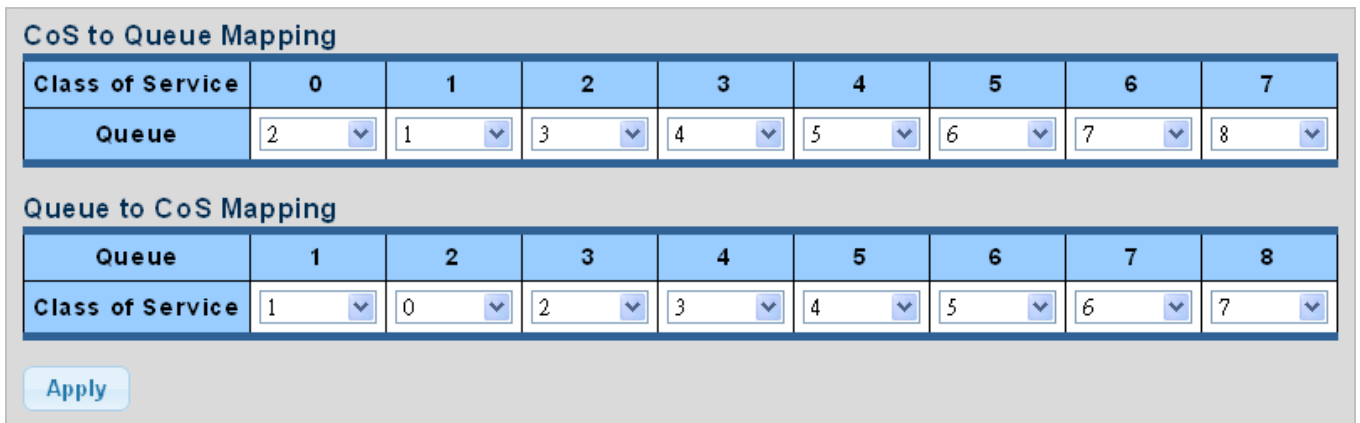 CoS to Queue Mapping
Class of Service 0 1 2 3 4 5 6 7
Queue 2 1 3 4 5 6 7 8
Queue to CoS Mapping
Queue 1 2 3 4 5 6 7 8
Class of Service 1 0 2 3 4 5 6 7
Apply